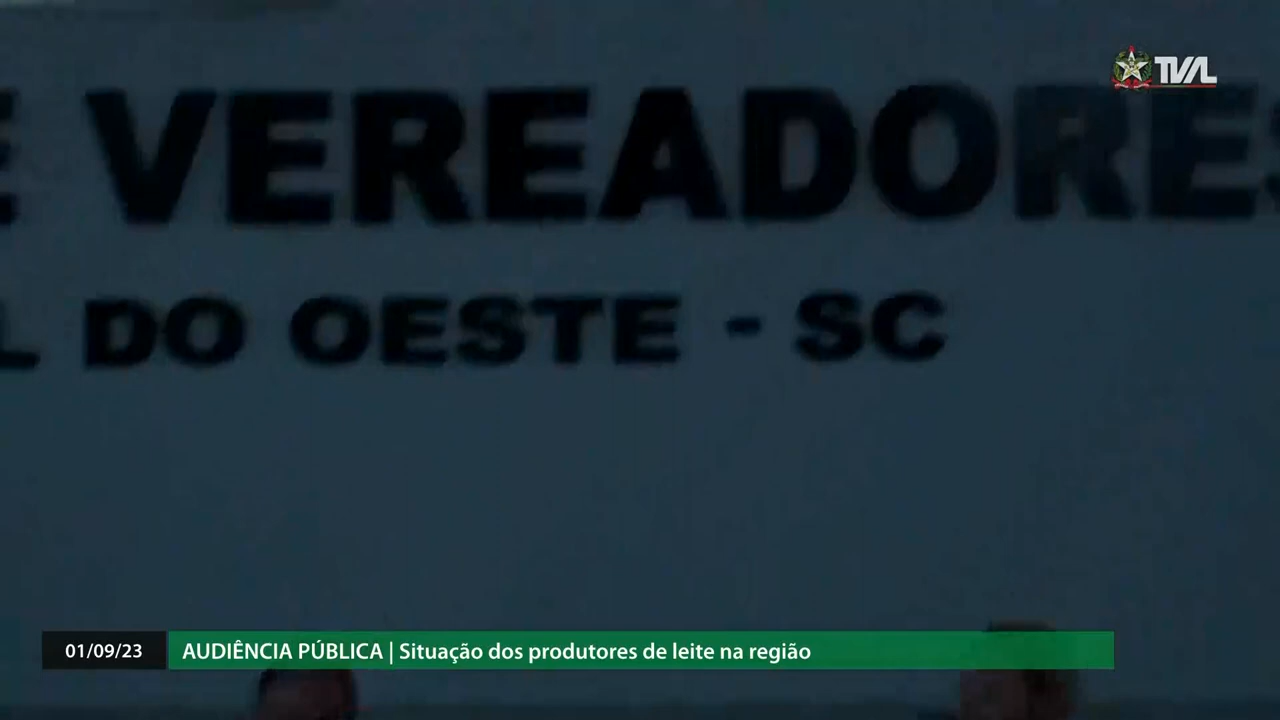 TVAL
E VEREADORES
L DO OESTE - SC
01/09/23
AUDIÊNCIA PÚBLICA | Situação dos produtores de leite na região